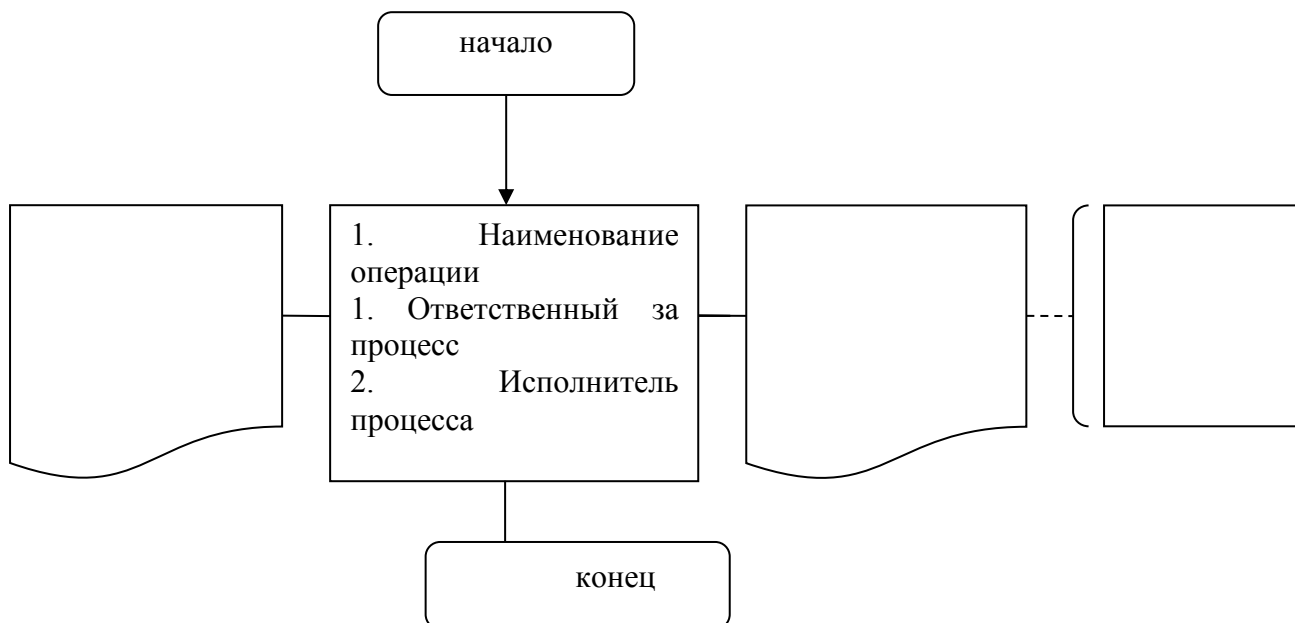 начало
1. Наименование
операции
1. Ответственный за
процесс
2. Исполнитель
процесса
конец